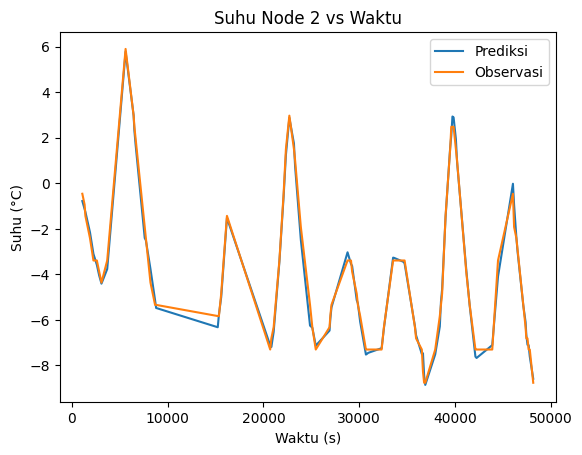 Suhu Node 2 vs Waktu
Prediksi
Observasi
Suhu (°C)
6
4
2
0
−2
−4
−6
−8
0 10000 20000 30000 40000 50000
Waktu (s)